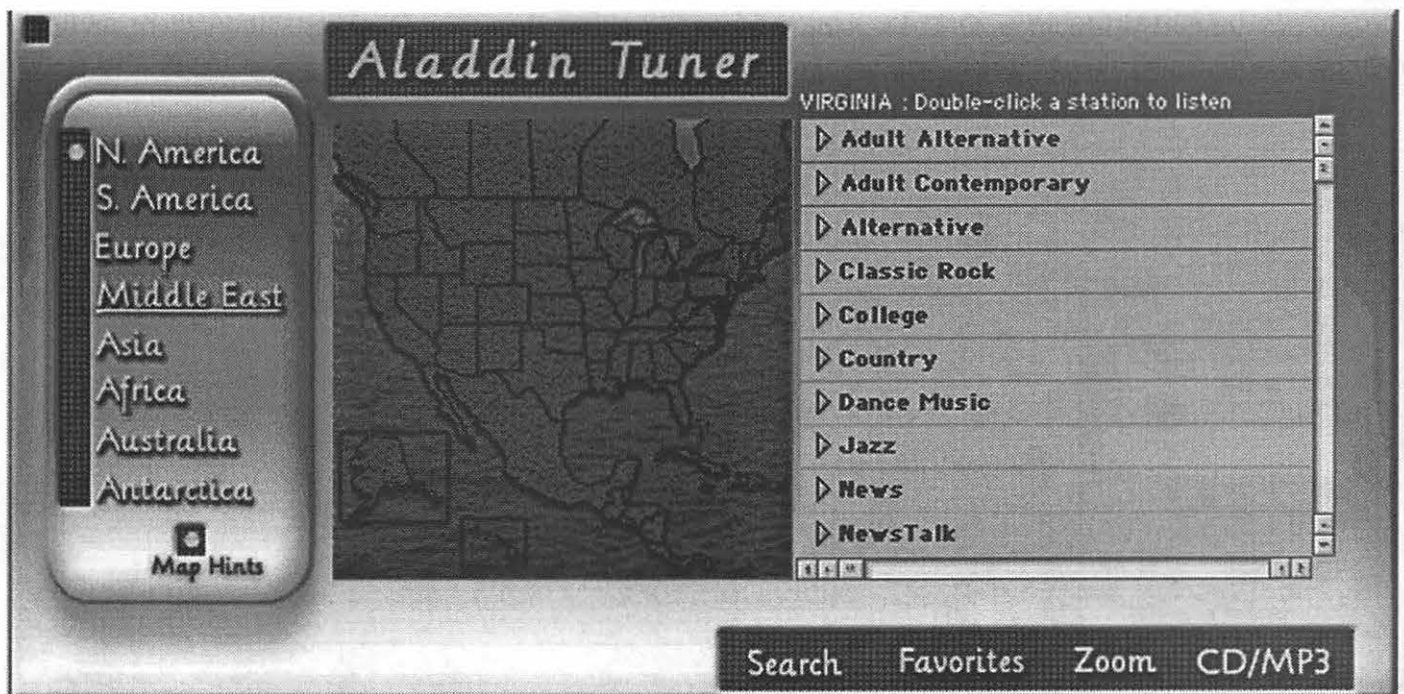 Aladdin Tuner
N. America
S. America
Europe
Middle East
Asia
Africa
Australia
Antarctica
Map Hints
VIRGINIA : Double-click a station to listen
Adult Alternative
Adult Contemporary
Alternative
Classic Rock
College
Country
Dance Music
Jazz
News
NewsTalk
Search Favorites Zoom CD/MP3